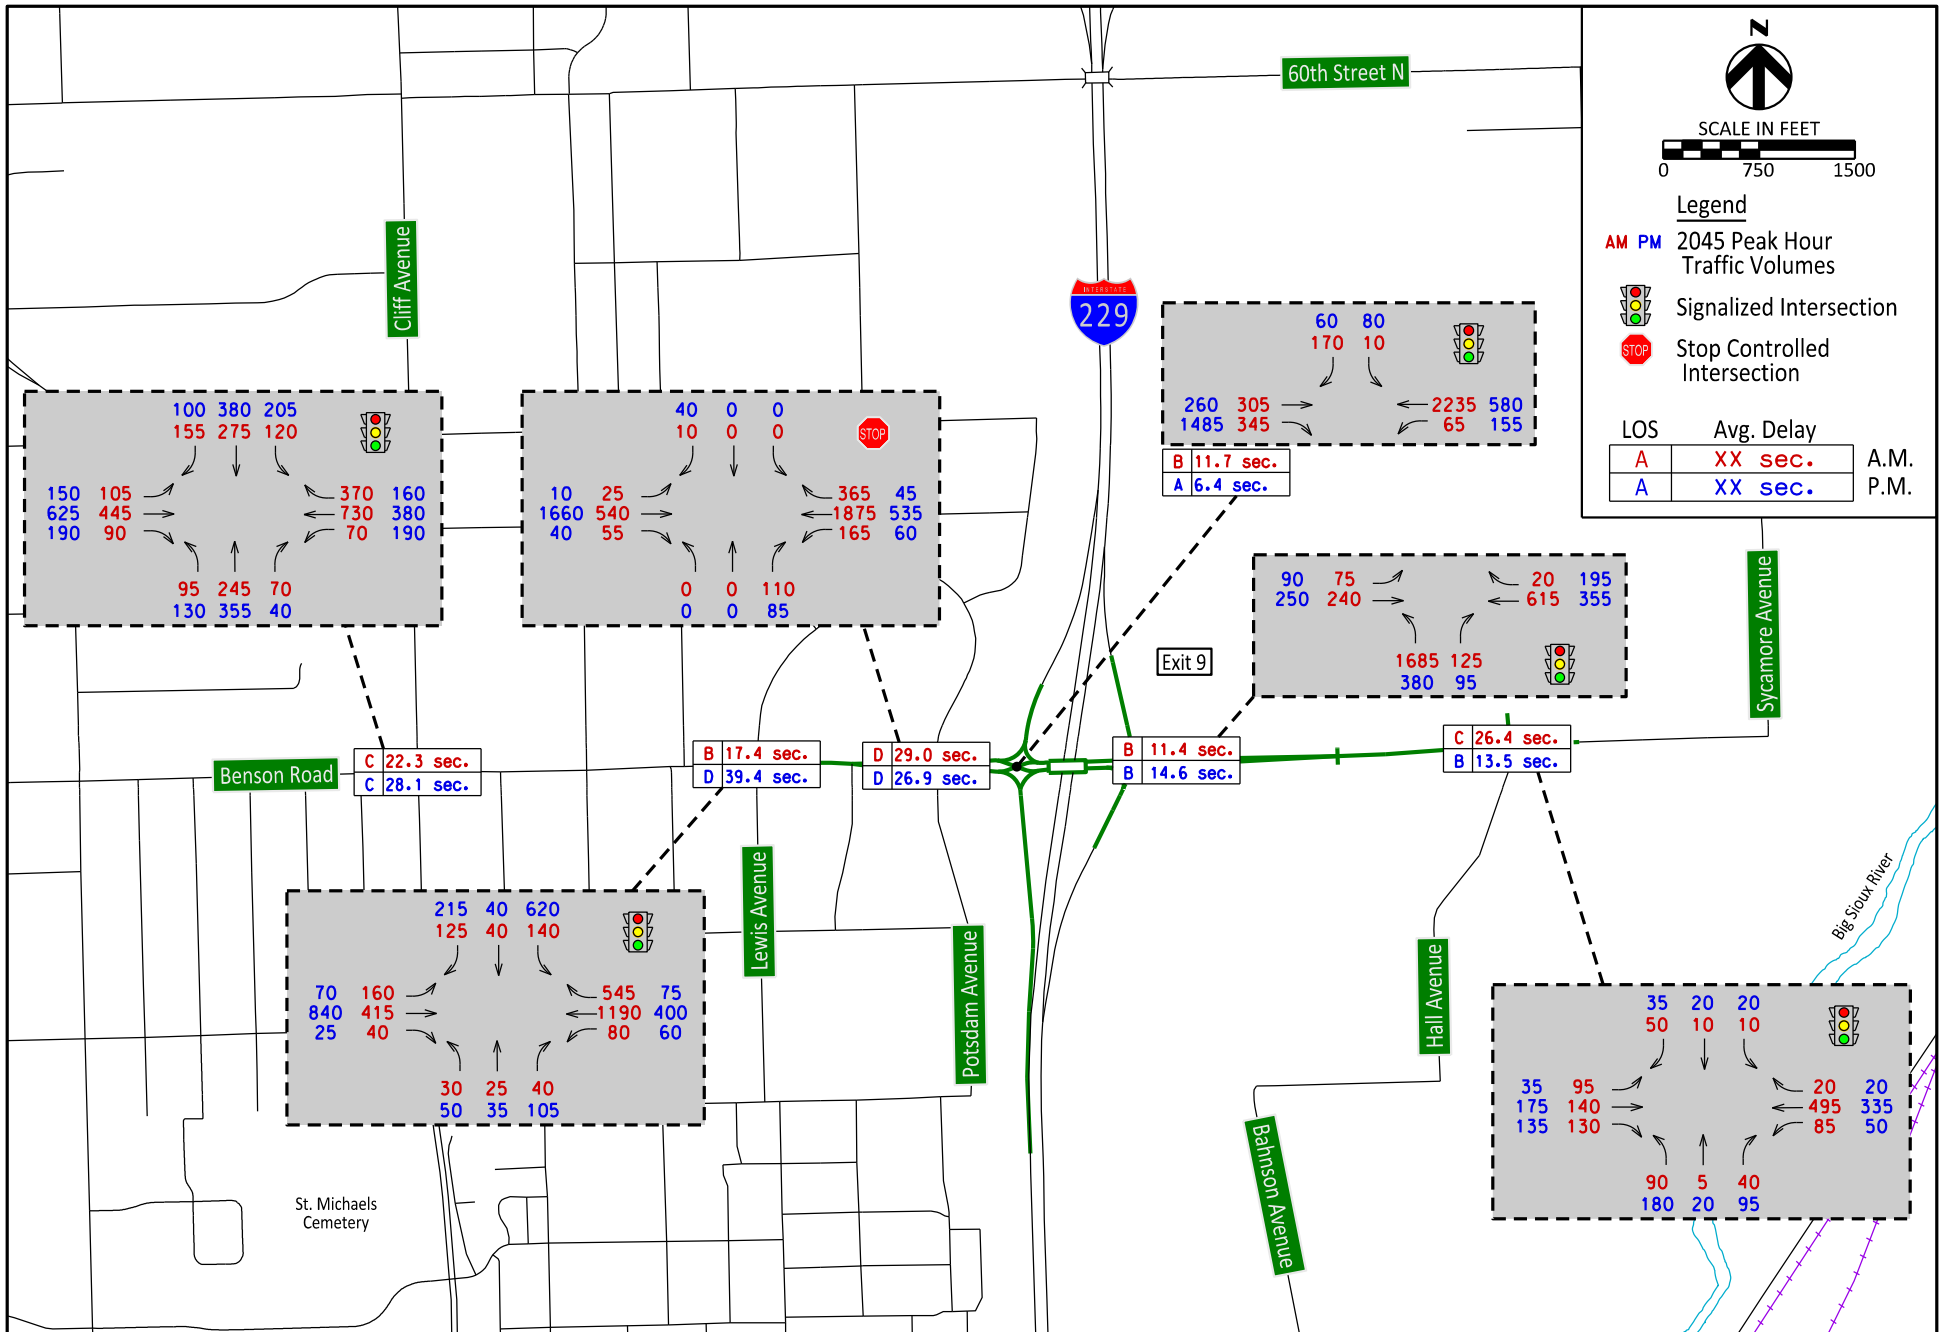 60th Street N
N
SCALE IN FEET
0 750 1500
Legend
AM PM 2045 Peak Hour
Traffic Volumes
Signalized Intersection
STOP Stop Controlled
Intersection
LOS Avg. Delay
A XX sec. A.M.
A XX sec. P.M.
Cliff Avenue
INTERSTATE
229
100 380 205
155 275 120
150 105 370 160
625 445 730 380
190 90 70 190
95 245 70
130 355 40
40 0 0
10 0 0
STOP
10 25 365 45
1660 540 1875 535
40 55 165 60
0 0 110
0 0 85
60 80
170 10
260 305 2235 580
1485 345 65 155
B 11.7 sec.
A 6.4 sec.
90 75 20 195
250 240 615 355
1685 125
380 95
Exit 9
Sycamore Avenue
Benson Road
C 22.3 sec.
C 28.1 sec.
B 17.4 sec.
D 39.4 sec.
D 29.0 sec.
D 26.9 sec.
B 11.4 sec.
B 14.6 sec.
C 26.4 sec.
B 13.5 sec.
215 40 620
125 40 140
70 160 545 75
840 415 1190 400
25 40 80 60
30 25 40
50 35 105
Lewis Avenue
Potsdam Avenue
Hall Avenue
Bahnson Avenue
Big Sioux River
35 20 20
50 10 10
35 95 20 20
175 140 495 335
135 130 85 50
90 5 40
180 20 95
St. Michaels
Cemetery